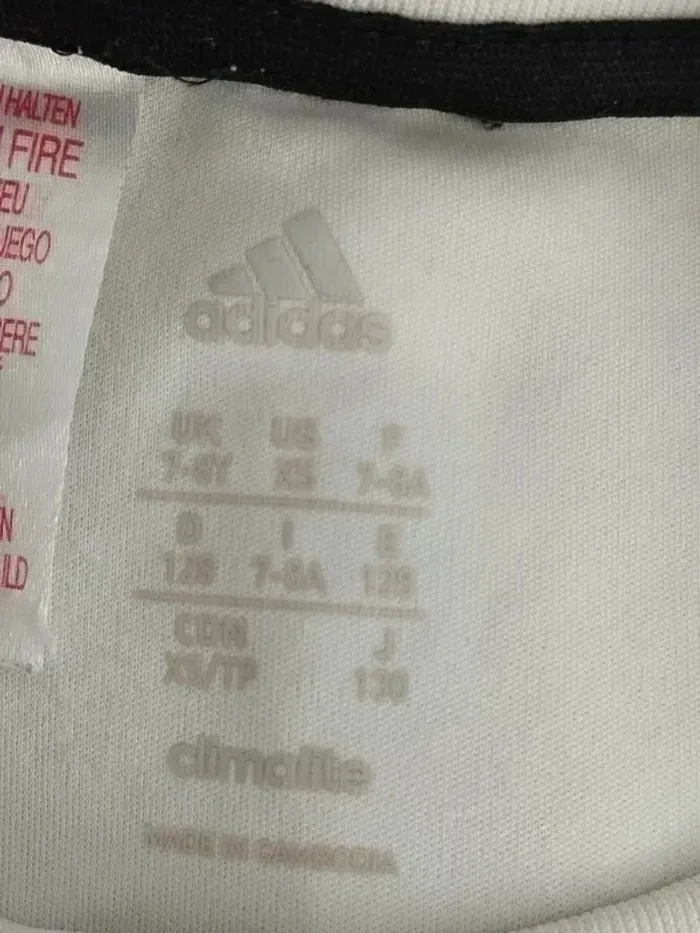 HALTEN
FIRE
EU
UEGO
O
ERE
N
ILD
adidas
UK US F
7-8Y XS 7-8A
D I E
128 7-8A 128
CDN J
XS/TP 130
climalite
MADE IN CAMBODIA